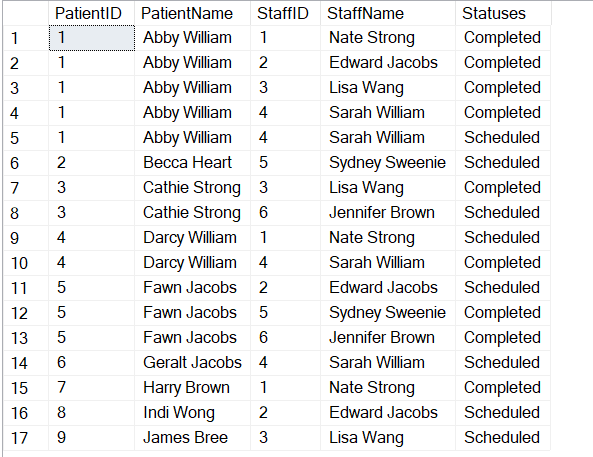 PatientID PatientName StaffID StaffName Statuses
1 1 Abby William 1 Nate Strong Completed
2 1 Abby William 2 Edward Jacobs Completed
3 1 Abby William 3 Lisa Wang Completed
4 1 Abby William 4 Sarah William Completed
5 1 Abby William 4 Sarah William Scheduled
6 2 Becca Heart 5 Sydney Sweenie Scheduled
7 3 Cathie Strong 3 Lisa Wang Completed
8 3 Cathie Strong 6 Jennifer Brown Scheduled
9 4 Darcy William 1 Nate Strong Scheduled
10 4 Darcy William 4 Sarah William Completed
11 5 Fawn Jacobs 2 Edward Jacobs Scheduled
12 5 Fawn Jacobs 5 Sydney Sweenie Completed
13 5 Fawn Jacobs 6 Jennifer Brown Completed
14 6 Geralt Jacobs 4 Sarah William Scheduled
15 7 Harry Brown 1 Nate Strong Completed
16 8 Indi Wong 2 Edward Jacobs Scheduled
17 9 James Bree 3 Lisa Wang Scheduled